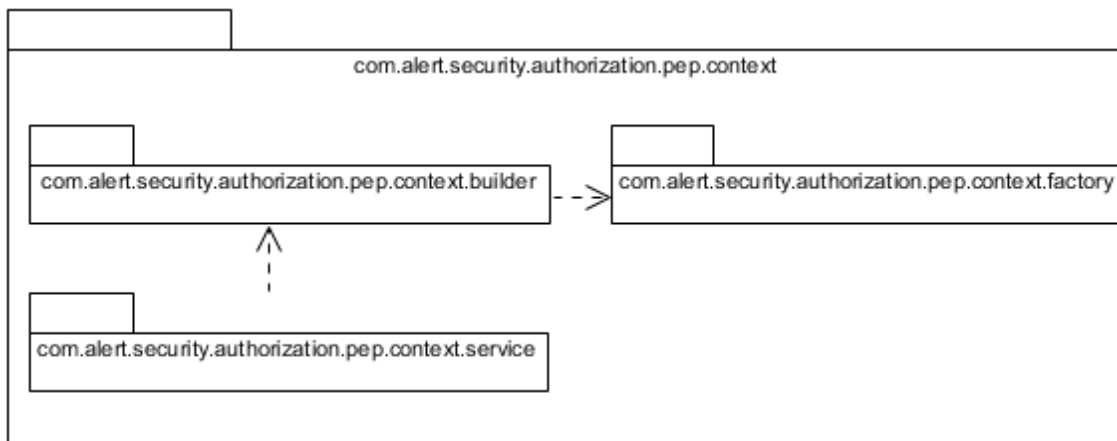 com.alert.security.authorization.pep.context
com.alert.security.authorization.pep.context.builder
com.alert.security.authorization.pep.context.factory
com.alert.security.authorization.pep.context.service